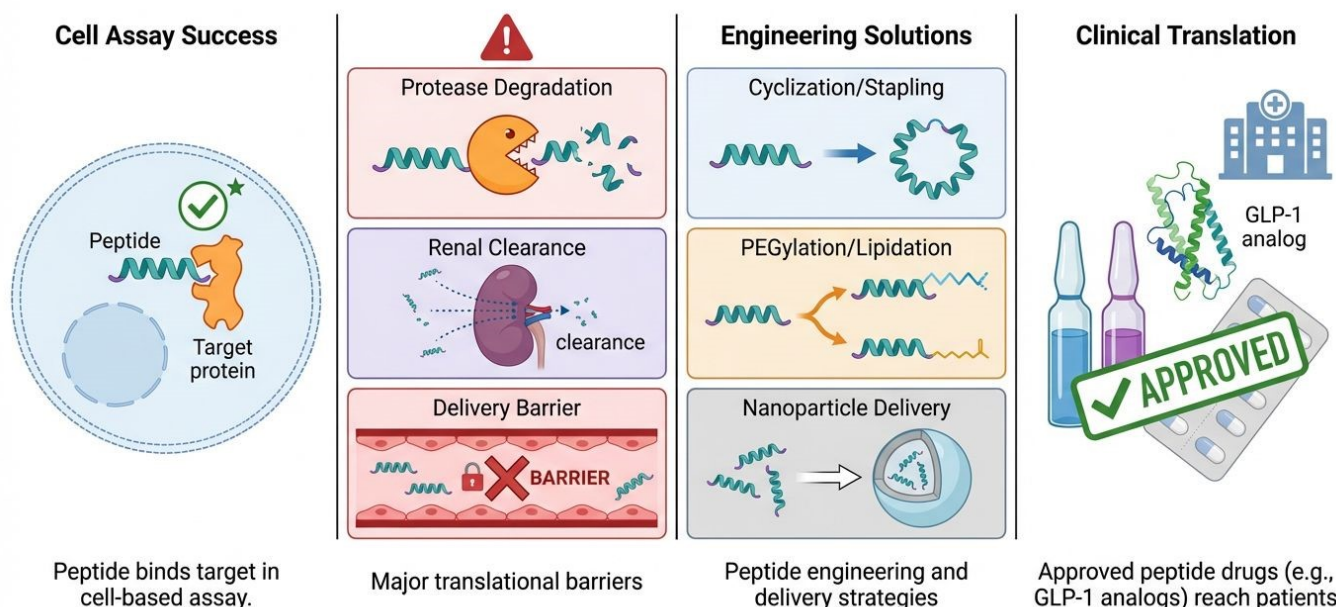 Cell Assay Success
Peptide
Target
protein
Peptide binds target in
cell-based assay.
Protease Degradation
Renal Clearance
clearance
Delivery Barrier
BARRIER
Major translational barriers
Engineering Solutions
Cyclization/Stapling
PEGylation/Lipidation
Nanoparticle Delivery
Peptide engineering and
delivery strategies
Clinical Translation
GLP-1
analog
APPROVED
Approved peptide drugs (e.g.,
GLP-1 analogs) reach patients